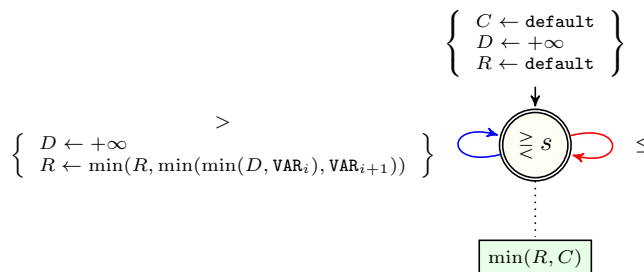 C ← default
D ← +∞
R ← default
>
D ← +∞
R ← min(R, min(min(D, VAR_i), VAR_{i+1}))
≷ s
≤
min(R, C)